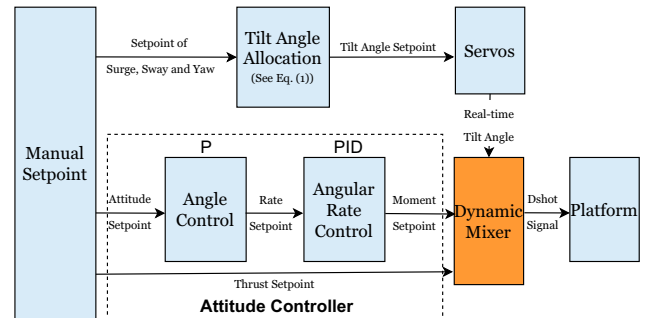 Setpoint of
Surge, Sway and Yaw
Tilt Angle
Allocation
(See Eq. (1))
Tilt Angle Setpoint
Servos
Real-time
Tilt Angle
Manual
Setpoint
P
PID
Attitude
Setpoint
Angle
Control
Rate
Setpoint
Angular
Rate
Control
Moment
Setpoint
Dynamic
Mixer
Dshot
Signal
Platform
Thrust Setpoint
Attitude Controller